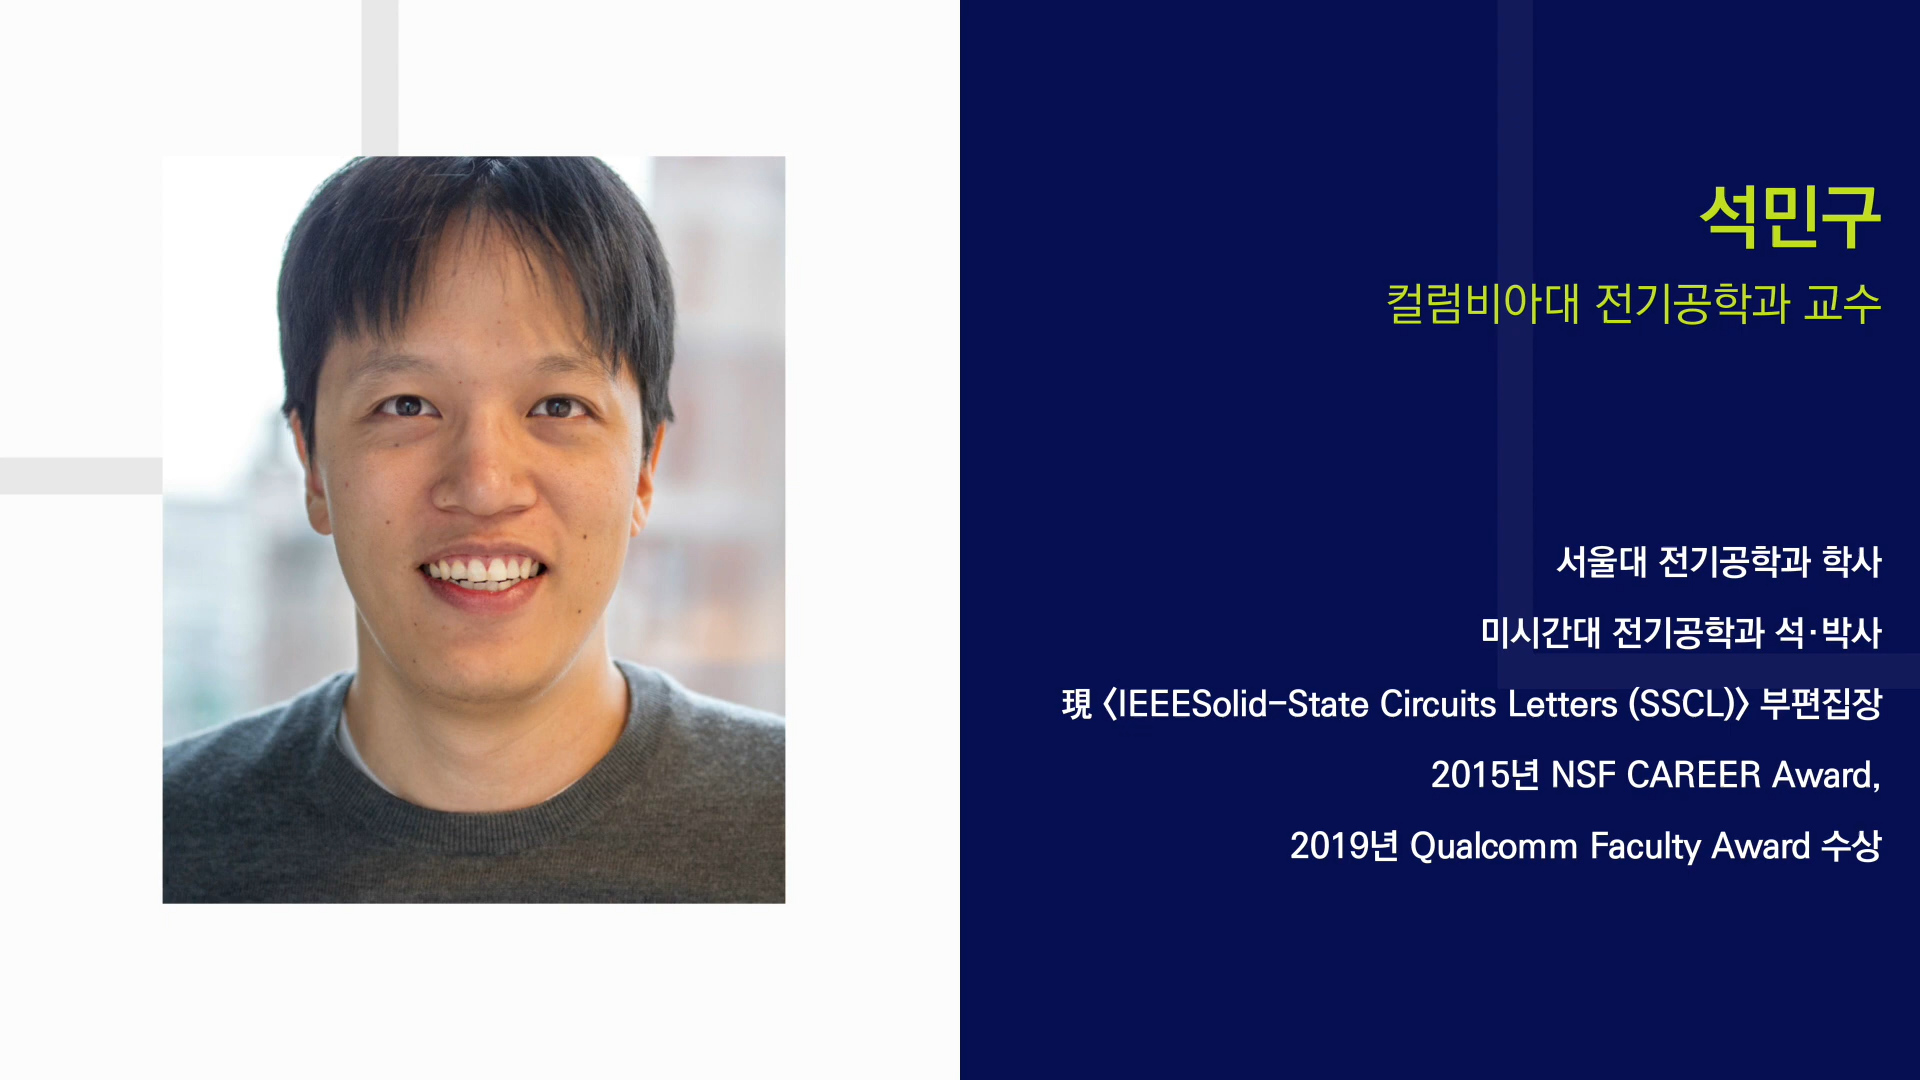 석민구
컬럼비아대 전기공학과 교수
서울대 전기공학과 학사
미시간대 전기공학과 석·박사
現 〈IEEESolid-State Circuits Letters (SSCL)〉 부편집장
2015년 NSF CAREER Award,
2019년 Qualcomm Faculty Award 수상